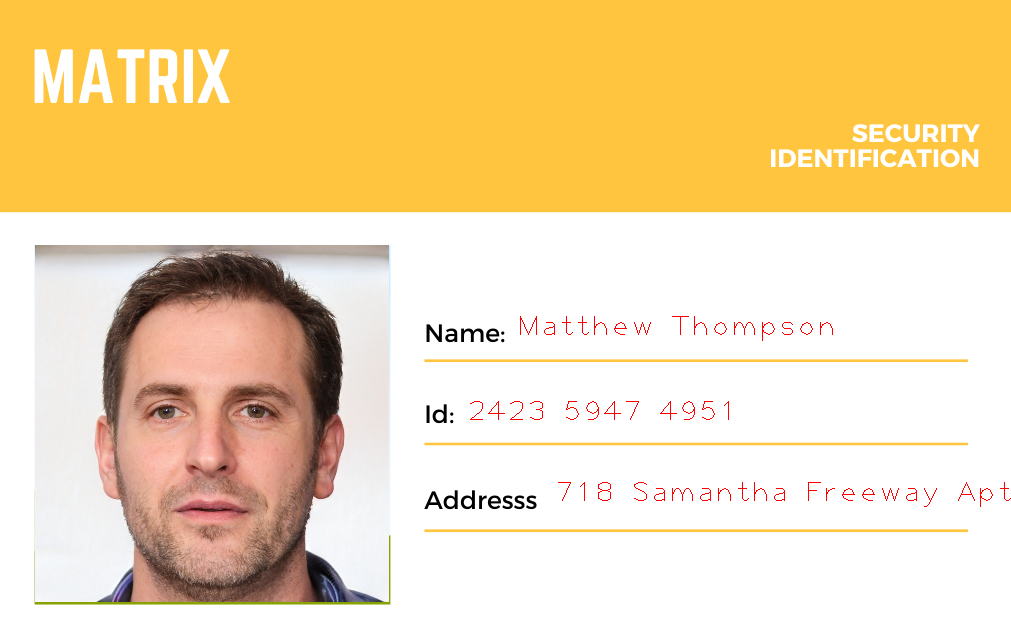 MATRIX
SECURITY
IDENTIFICATION
Name: Matthew Thompson
Id: 2423 5947 4951
Addresss 718 Samantha Freeway Apt